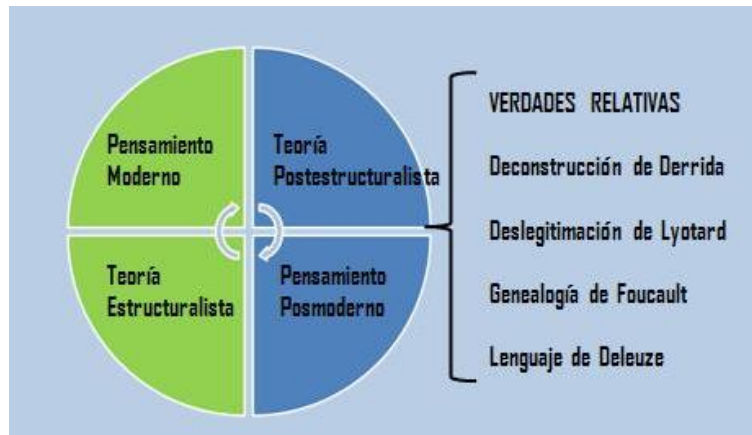 Pensamiento
Moderno
Teoría
Postestructuralista
Teoría
Estructuralista
Pensamiento
Posmoderno
VERDADES RELATIVAS
Deconstrucción de Derrida
Deslegitimación de Lyotard
Genealogía de Foucault
Lenguaje de Deleuze